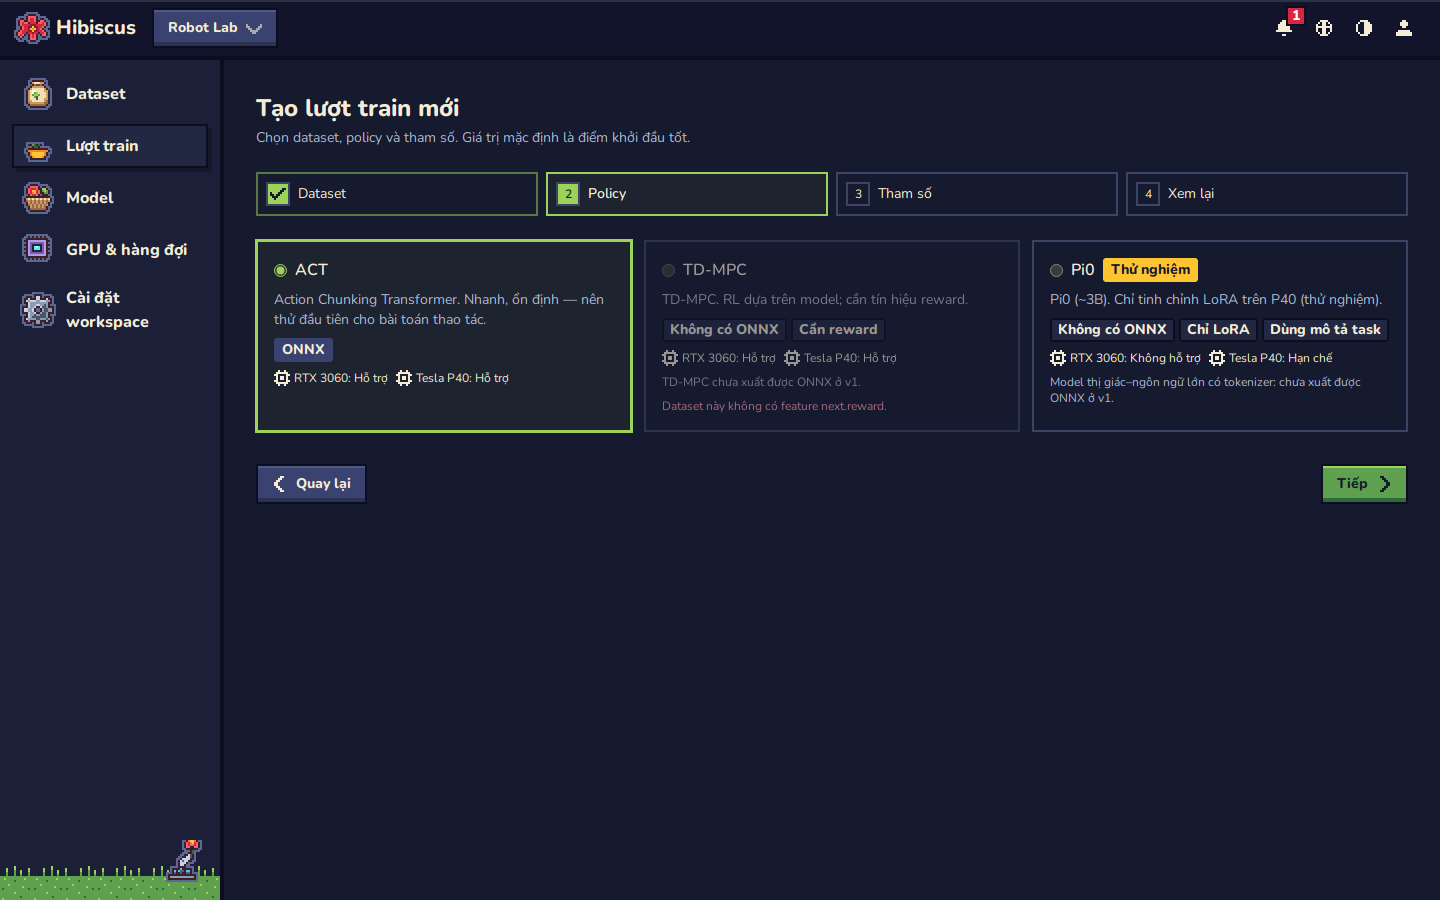 Hibiscus
Robot Lab
1
Dataset
Lượt train
Model
GPU & hàng đợi
Cài đặt
workspace
Tạo lượt train mới
Chọn dataset, policy và tham số. Giá trị mặc định là điểm khởi đầu tốt.
Dataset
2 Policy
3 Tham số
4 Xem lại
ACT
Action Chunking Transformer. Nhanh, ổn định — nên
thử đầu tiên cho bài toán thao tác.
ONNX
RTX 3060: Hỗ trợ Tesla P40: Hỗ trợ
TD-MPC
TD-MPC. RL dựa trên model; cần tín hiệu reward.
Không có ONNX Cần reward
RTX 3060: Hỗ trợ Tesla P40: Hỗ trợ
TD-MPC chưa xuất được ONNX ở v1.
Dataset này không có feature next.reward.
Pi0 Thử nghiệm
Pi0 (~3B). Chỉ tinh chỉnh LoRA trên P40 (thử nghiệm).
Không có ONNX Chỉ LoRA Dùng mô tả task
RTX 3060: Không hỗ trợ Tesla P40: Hạn chế
Model thị giác–ngôn ngữ lớn có tokenizer: chưa xuất được
ONNX ở v1.
Quay lại
Tiếp